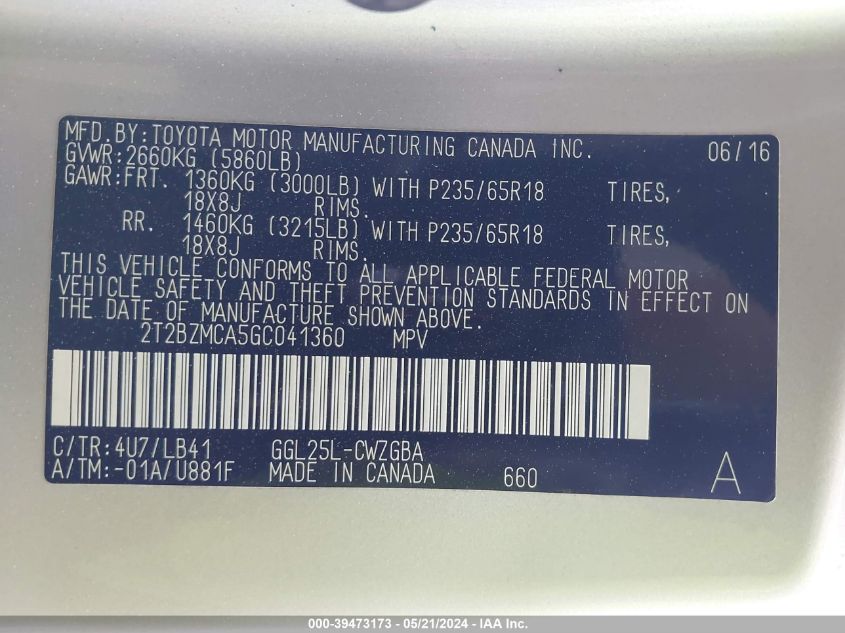 MFD.BY:TOYOTA MOTOR MANUFACTURING CANADA INC. 06/16
GVWR:2660KG (5860LB)
GAWR:FRT. 1360KG (3000LB) WITH P235/65R18 TIRES,
18X8J RIMS.
RR. 1460KG (3215LB) WITH P235/65R18 TIRES,
18X8J RIMS.
THIS VEHICLE CONFORMS TO ALL APPLICABLE FEDERAL MOTOR
VEHICLE SAFETY AND THEFT PREVENTION STANDARDS IN EFFECT ON
THE DATE OF MANUFACTURE SHOWN ABOVE.
2T2BZMCA5GC041360 MPV
C/TR:4U7/LB41 GGL25L-CWZGBA
A/TM:-01A/U881F MADE IN CANADA 660 A
000-39473173 - 05/21/2024 - IAA Inc.